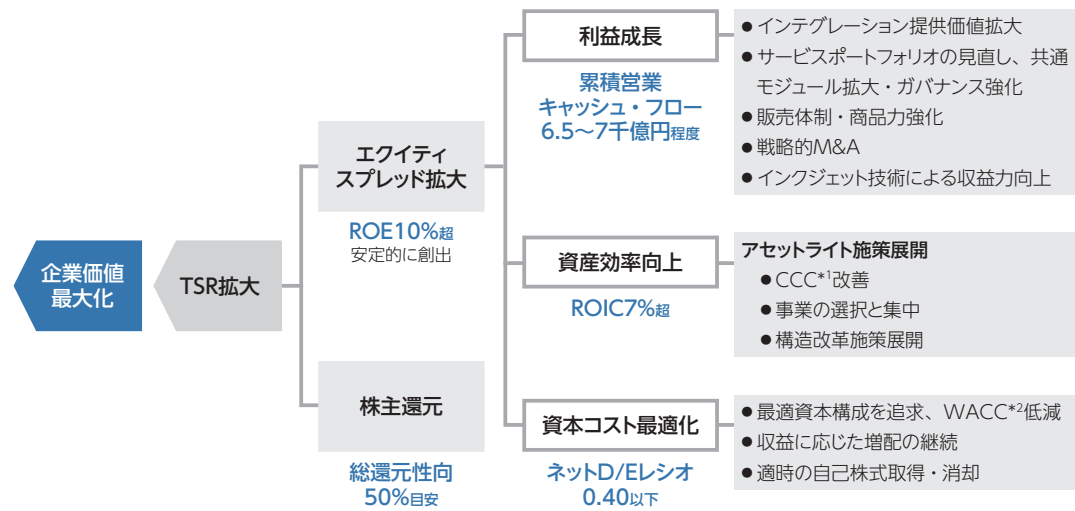 企業価値
最大化
TSR拡大
エクイティ
スプレッド拡大
ROE10%超
安定的に創出
株主還元
総還元性向
50%目安
利益成長
累積営業
キャッシュ・フロー
6.5〜7千億円程度
● インテグレーション提供価値拡大
● サービスポートフォリオの見直し、共通
モジュール拡大・ガバナンス強化
● 販売体制・商品力強化
● 戦略的M&A
● インクジェット技術による収益力向上
資産効率向上
ROIC7%超
アセットライト施策展開
● CCC*1改善
● 事業の選択と集中
● 構造改革施策展開
資本コスト最適化
ネットD/Eレシオ
0.40以下
● 最適資本構成を追求、WACC*2低減
● 収益に応じた増配の継続
● 適時の自己株式取得・消却